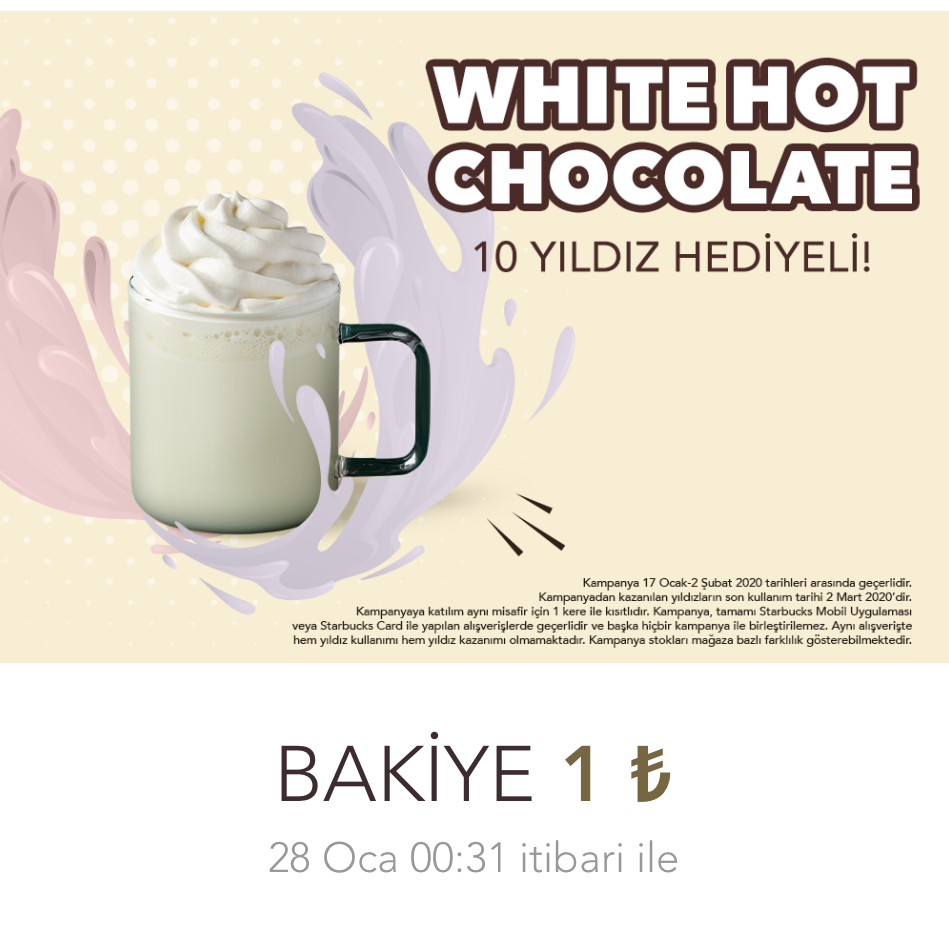 WHITE HOT
CHOCOLATE
10 YILDIZ HEDİYELİ!
Kampanya 17 Ocak-2 Şubat 2020 tarihleri arasında geçerlidir.
Kampanyadan kazanılan yıldızların son kullanım tarihi 2 Mart 2020’dir.
Kampanyaya katılım aynı misafir için 1 kere ile kısıtlıdır. Kampanya, tamamı Starbucks Mobil Uygulaması
veya Starbucks Card ile yapılan alışverişlerde geçerlidir ve başka hiçbir kampanya ile birleştirilemez. Aynı alışverişte
hem yıldız kullanımı hem yıldız kazanımı olmamaktadır. Kampanya stokları mağaza bazlı farklılık gösterebilmektedir.
BAKİYE 1 ₺
28 Oca 00:31 itibari ile